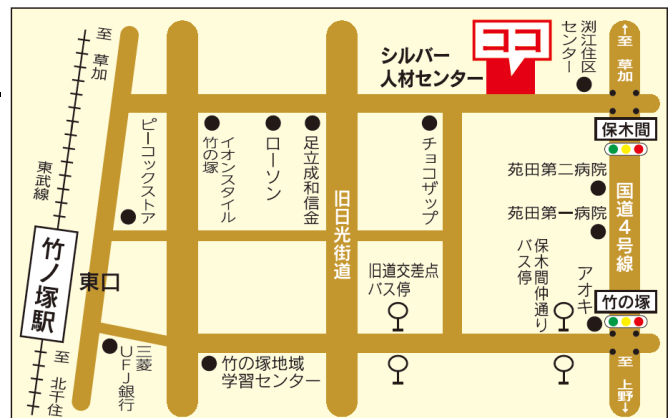 至 草加
東武線
竹ノ塚駅
東口
至 北千住
ピーコックストア
三菱
UFJ銀行
イオンスタイル
竹の塚
ローソン
足立成和信金
竹の塚地域
学習センター
旧日光街道
シルバー
人材センター
ココ
チョコザップ
旧道交差点
バス停
渕江住区
センター
←至 草加
保木間
苑田第二病院
苑田第一病院
国道4号線
保木間仲通り
バス停
アオキ
竹の塚
至 上野→